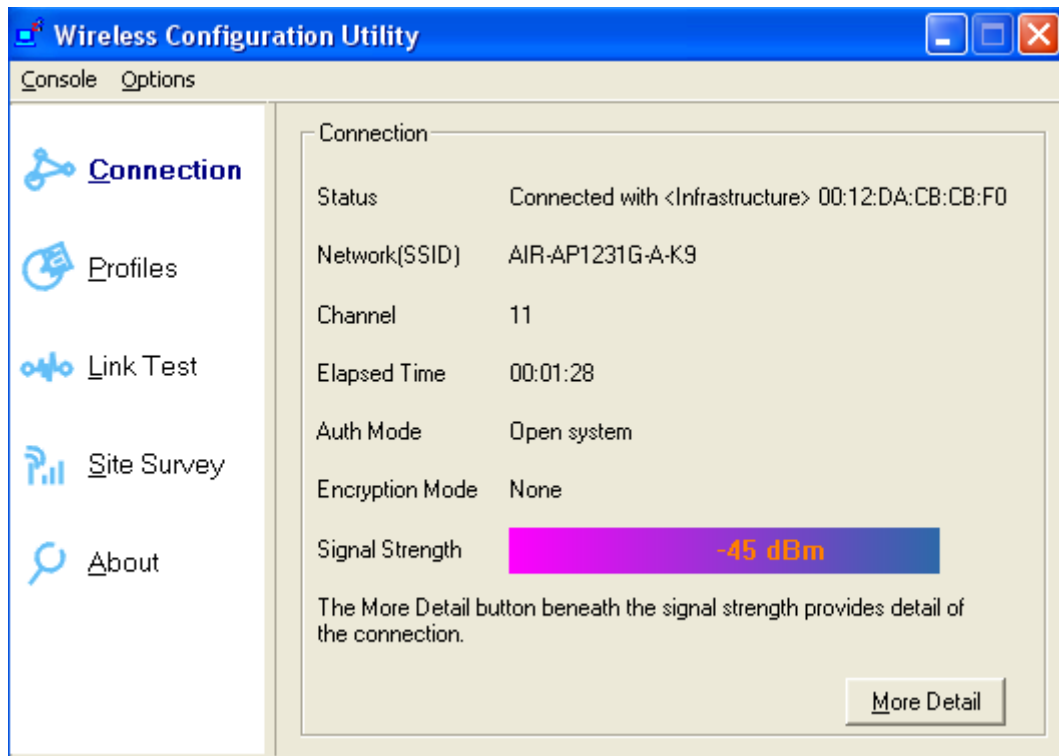 Wireless Configuration Utility
Console Options
Connection
Profiles
Link Test
Site Survey
About
Connection
Status Connected with <Infrastructure> 00:12:DA:CB:CB:F0
Network(SSID) AIR-AP1231G-A-K9
Channel 11
Elapsed Time 00:01:28
Auth Mode Open system
Encryption Mode None
Signal Strength -45 dBm
The More Detail button beneath the signal strength provides detail of
the connection.
More Detail